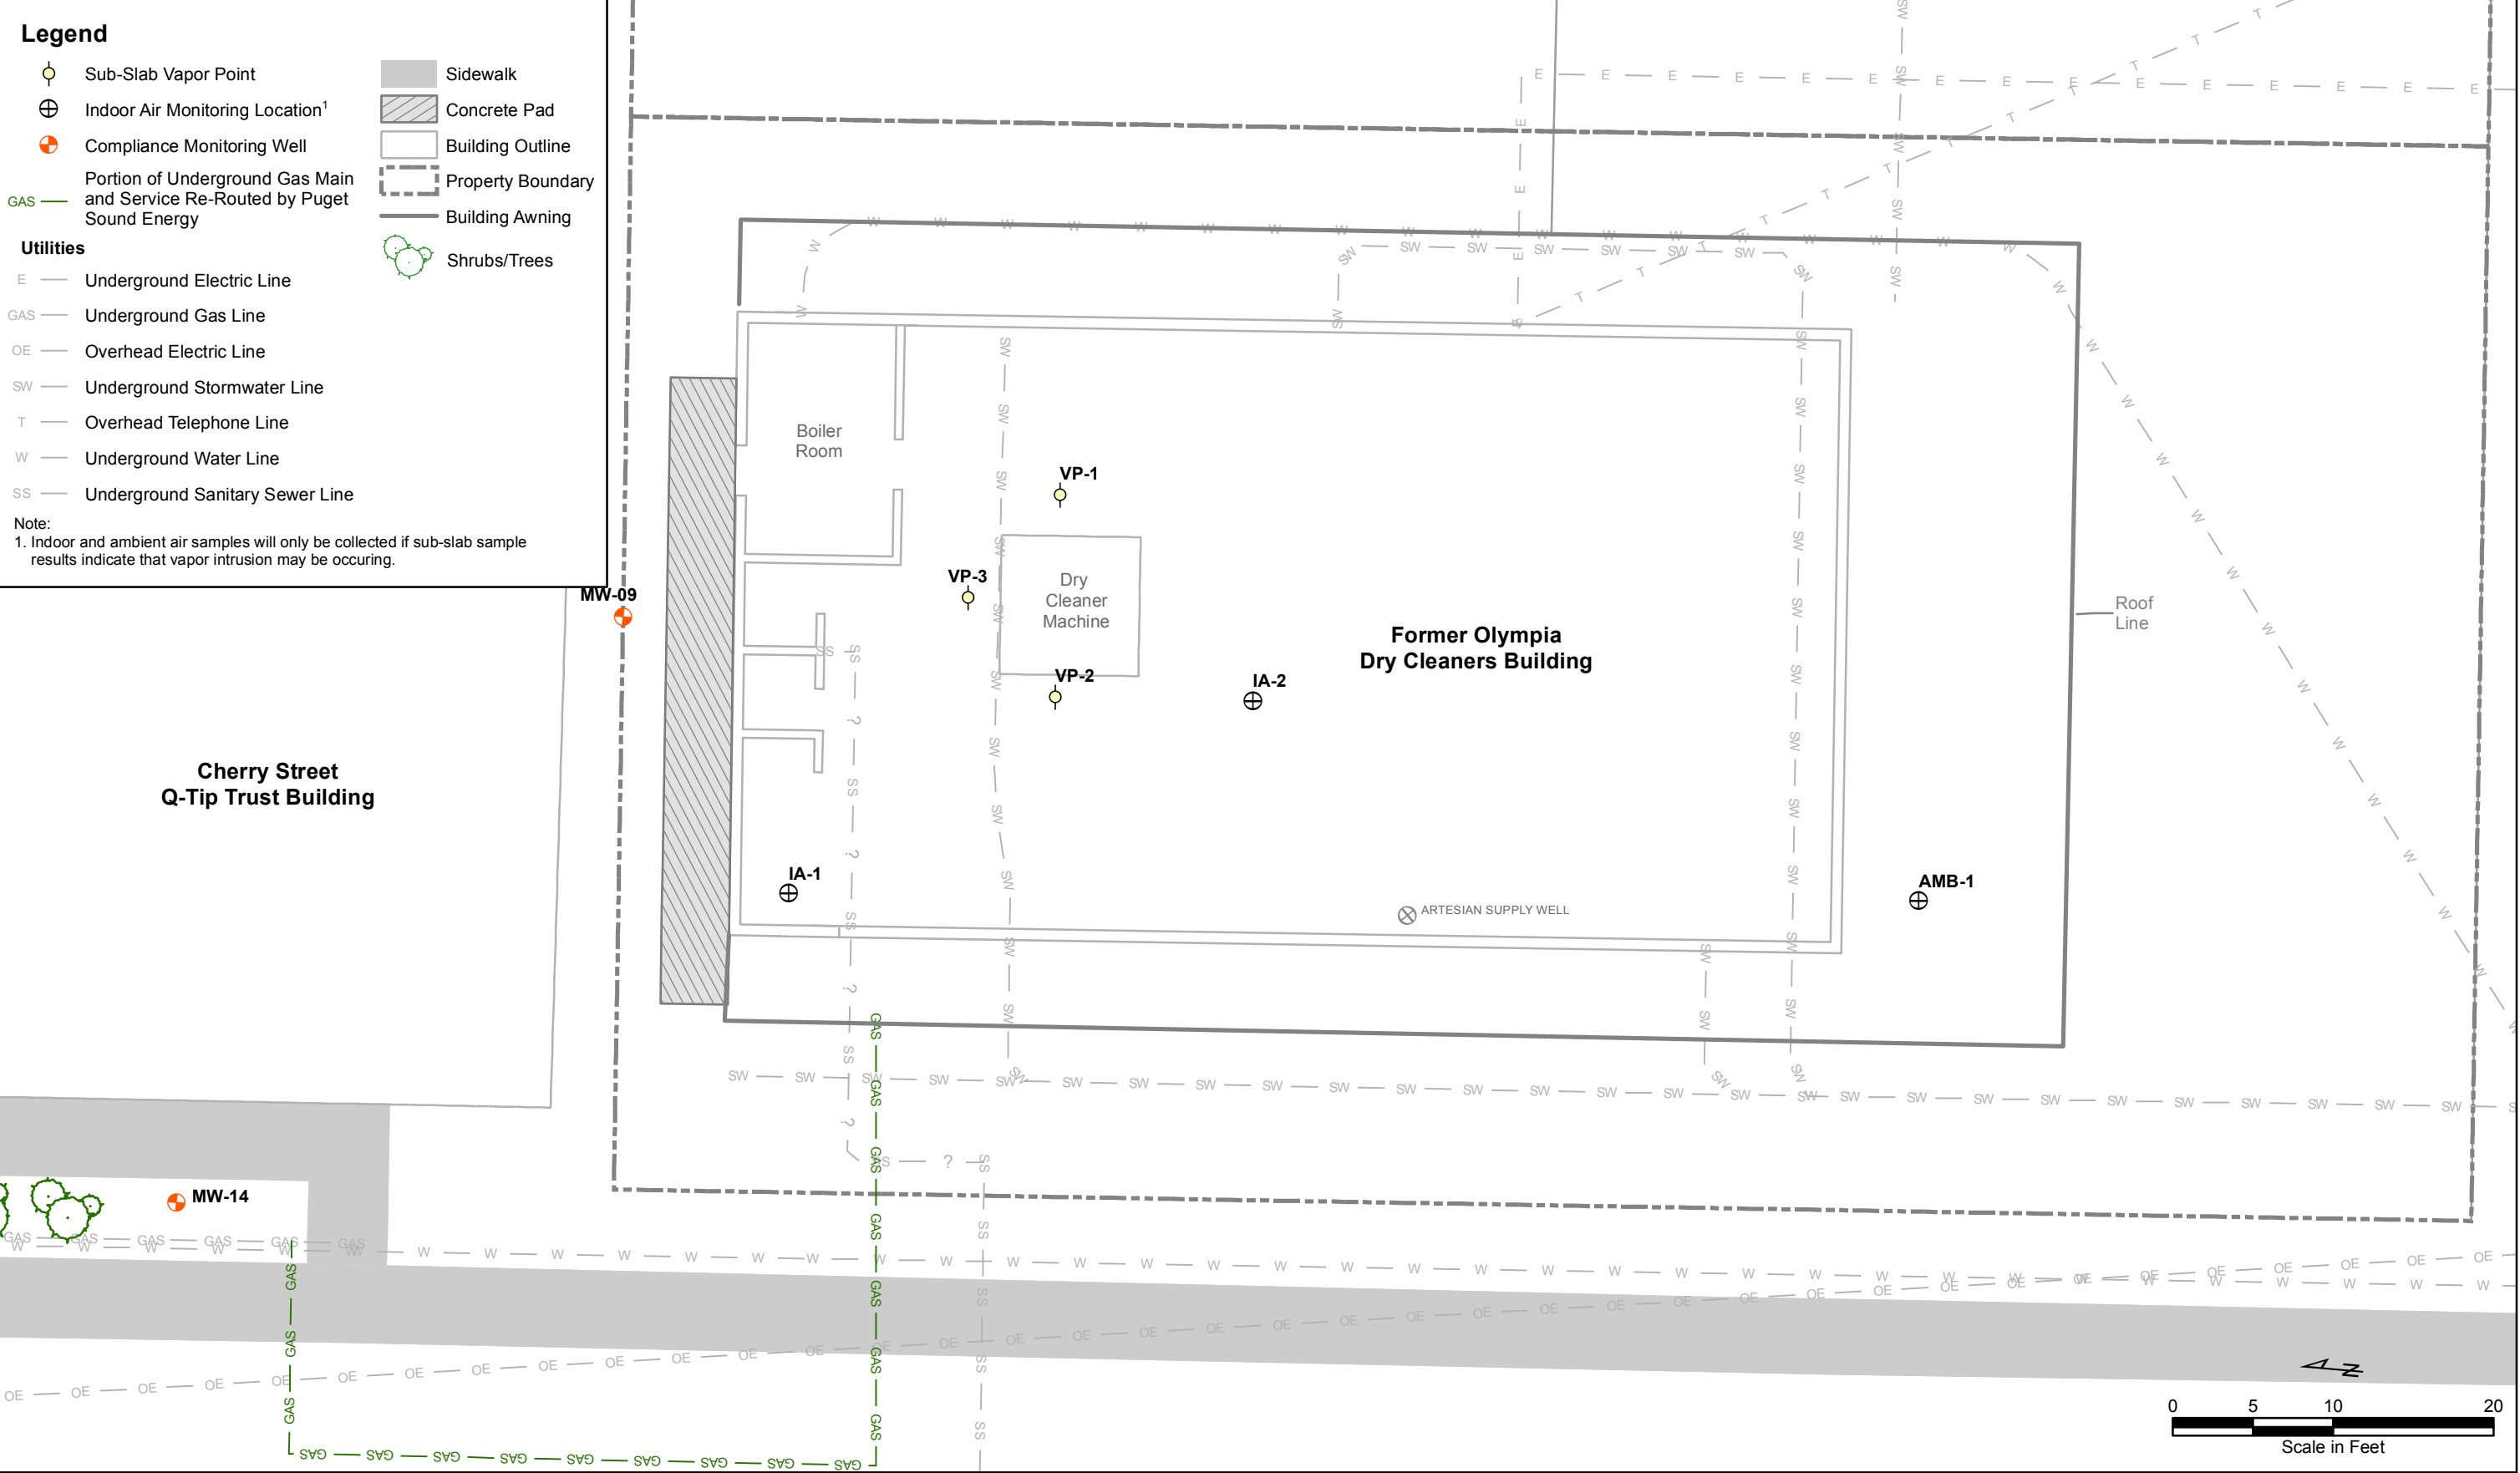 Legend
Sub-Slab Vapor Point
Indoor Air Monitoring Location1
Compliance Monitoring Well
GAS
Portion of Underground Gas Main
and Service Re-Routed by Puget
Sound Energy
Sidewalk
Concrete Pad
Building Outline
Property Boundary
Building Awning
Shrubs/Trees
Utilities
E Underground Electric Line
GAS Underground Gas Line
OE Overhead Electric Line
SW Underground Stormwater Line
T Overhead Telephone Line
W Underground Water Line
SS Underground Sanitary Sewer Line
Note:
1. Indoor and ambient air samples will only be collected if sub-slab sample
results indicate that vapor intrusion may be occuring.
Boiler
Room
VP-1
VP-3
Dry
Cleaner
Machine
MW-09
VP-2
IA-2
Former Olympia
Dry Cleaners Building
Roof
Line
Cherry Street
Q-Tip Trust Building
IA-1
ARTESIAN SUPPLY WELL
AMB-1
MW-14
N
0 5 10 20
Scale in Feet